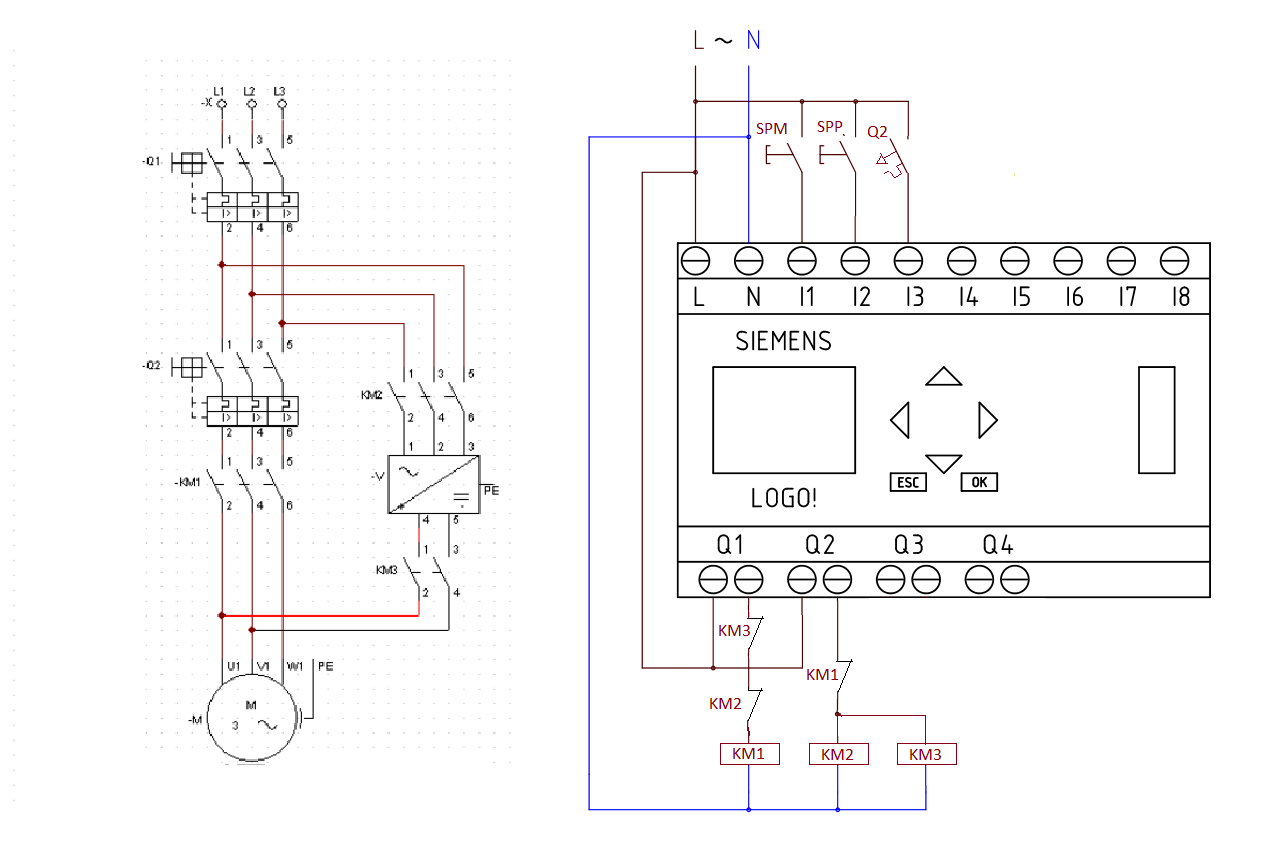 L1 L2 L3
-X
1 3 5
-Q1
I> I> I>
2 4 6
1 3 5
-Q2
I> I> I>
2 4 6
1 3 5
-KM1
2 4 6
1 3 5
KM2
2 4 6
1 2 3
-V
PE
4 5
1 3
KM3
2 4
U1 V1 W1 PE
-M
M
3
L ~ N
SPM SPP Q2
L N I1 I2 I3 I4 I5 I6 I7 I8
SIEMENS
ESC OK
LOGO!
Q1 Q2 Q3 Q4
KM3
KM1
KM2
KM1 KM2 KM3